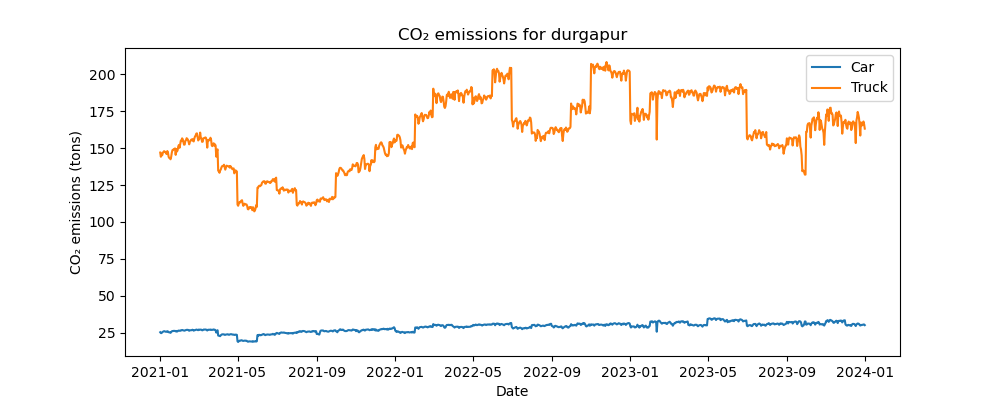 CO₂ emissions for durgapur
Car
Truck
CO₂ emissions (tons)
200
175
150
125
100
75
50
25
2021-01 2021-05 2021-09 2022-01 2022-05 2022-09 2023-01 2023-05 2023-09 2024-01
Date